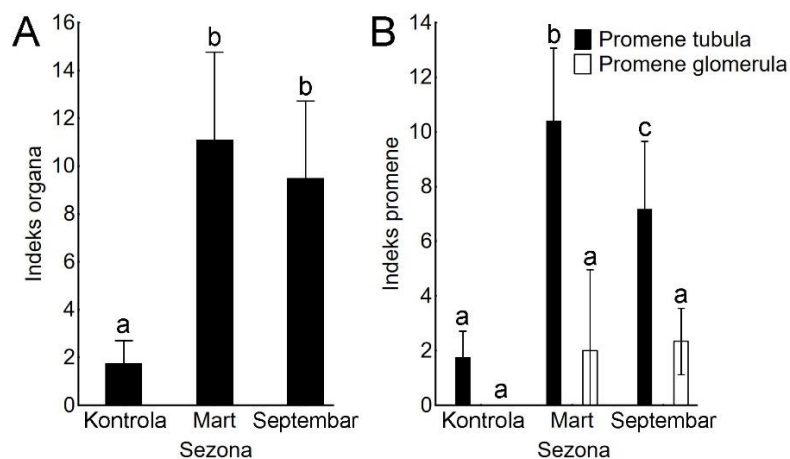 A
Indeks organa
16
14
12
10
8
6
4
2
0
a
b
b
Kontrola Mart Septembar
Sezona
B
Indeks promene
14
12
10
8
6
4
2
0
Promene tubula
Promene glomerula
a
a
b
a
c
a
Kontrola Mart Septembar
Sezona